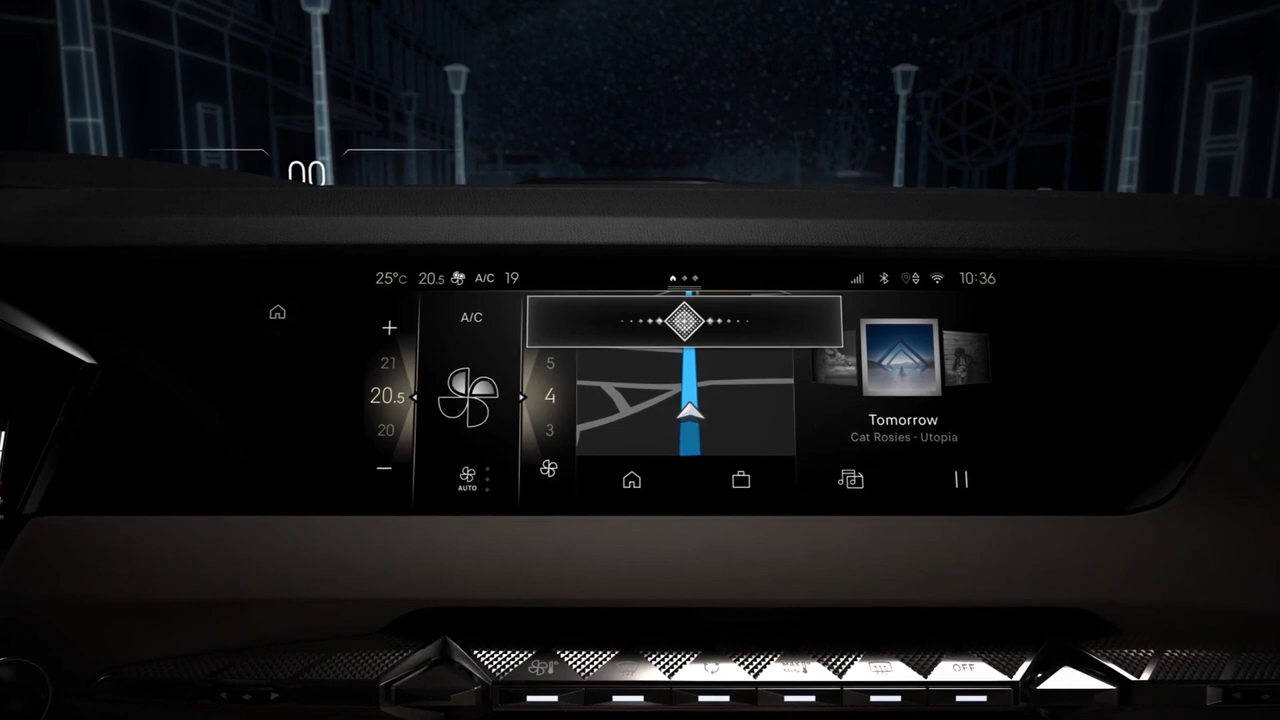 00
25°C 20.5 A/C 19 10:36
A/C
+
21
20.5
20
−
AUTO
5
4
3
Tomorrow
Cat Rosies · Utopia
OFF